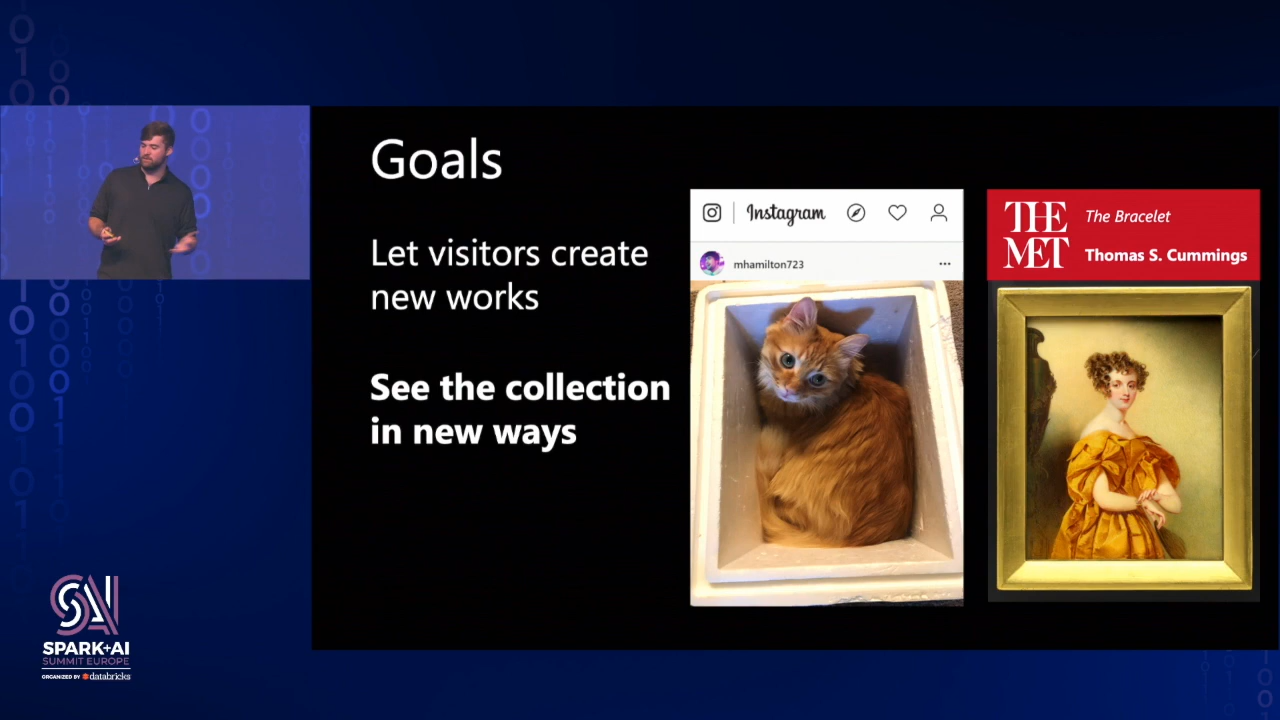 Goals
Let visitors create
new works
See the collection
in new ways
Instagram
mhamilton723
THE
MET
The Bracelet
Thomas S. Cummings
SAI
SPARK+AI
SUMMIT EUROPE
ORGANIZED BY databricks